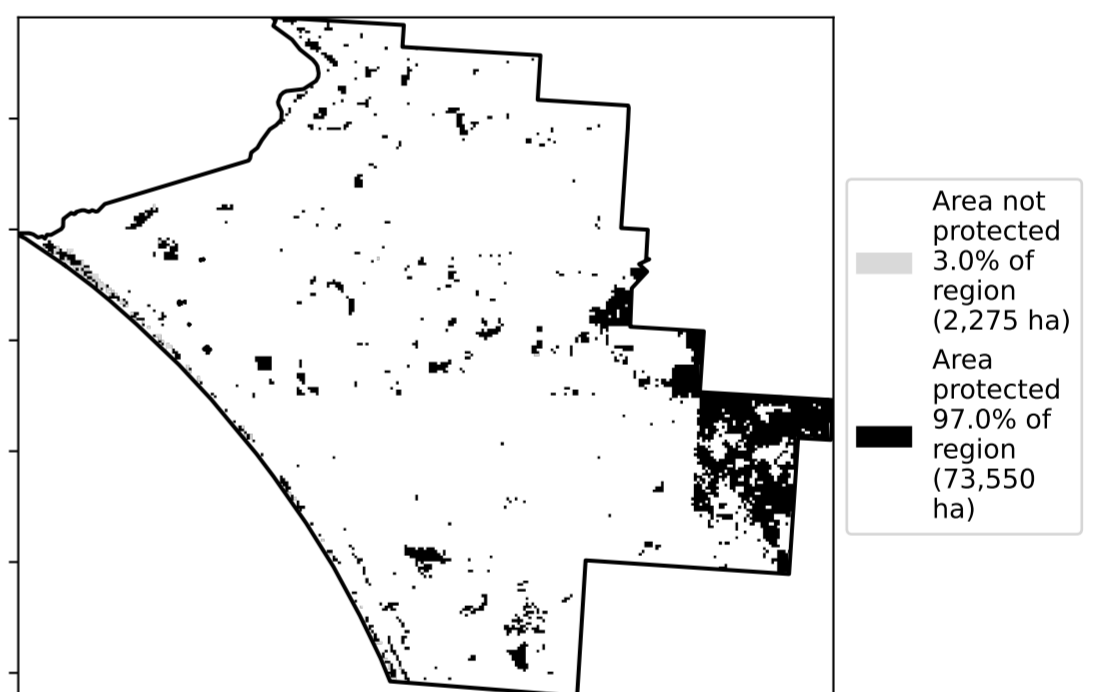 Area not
protected
3.0% of
region
(2,275 ha)
Area
protected
97.0% of
region
(73,550
ha)